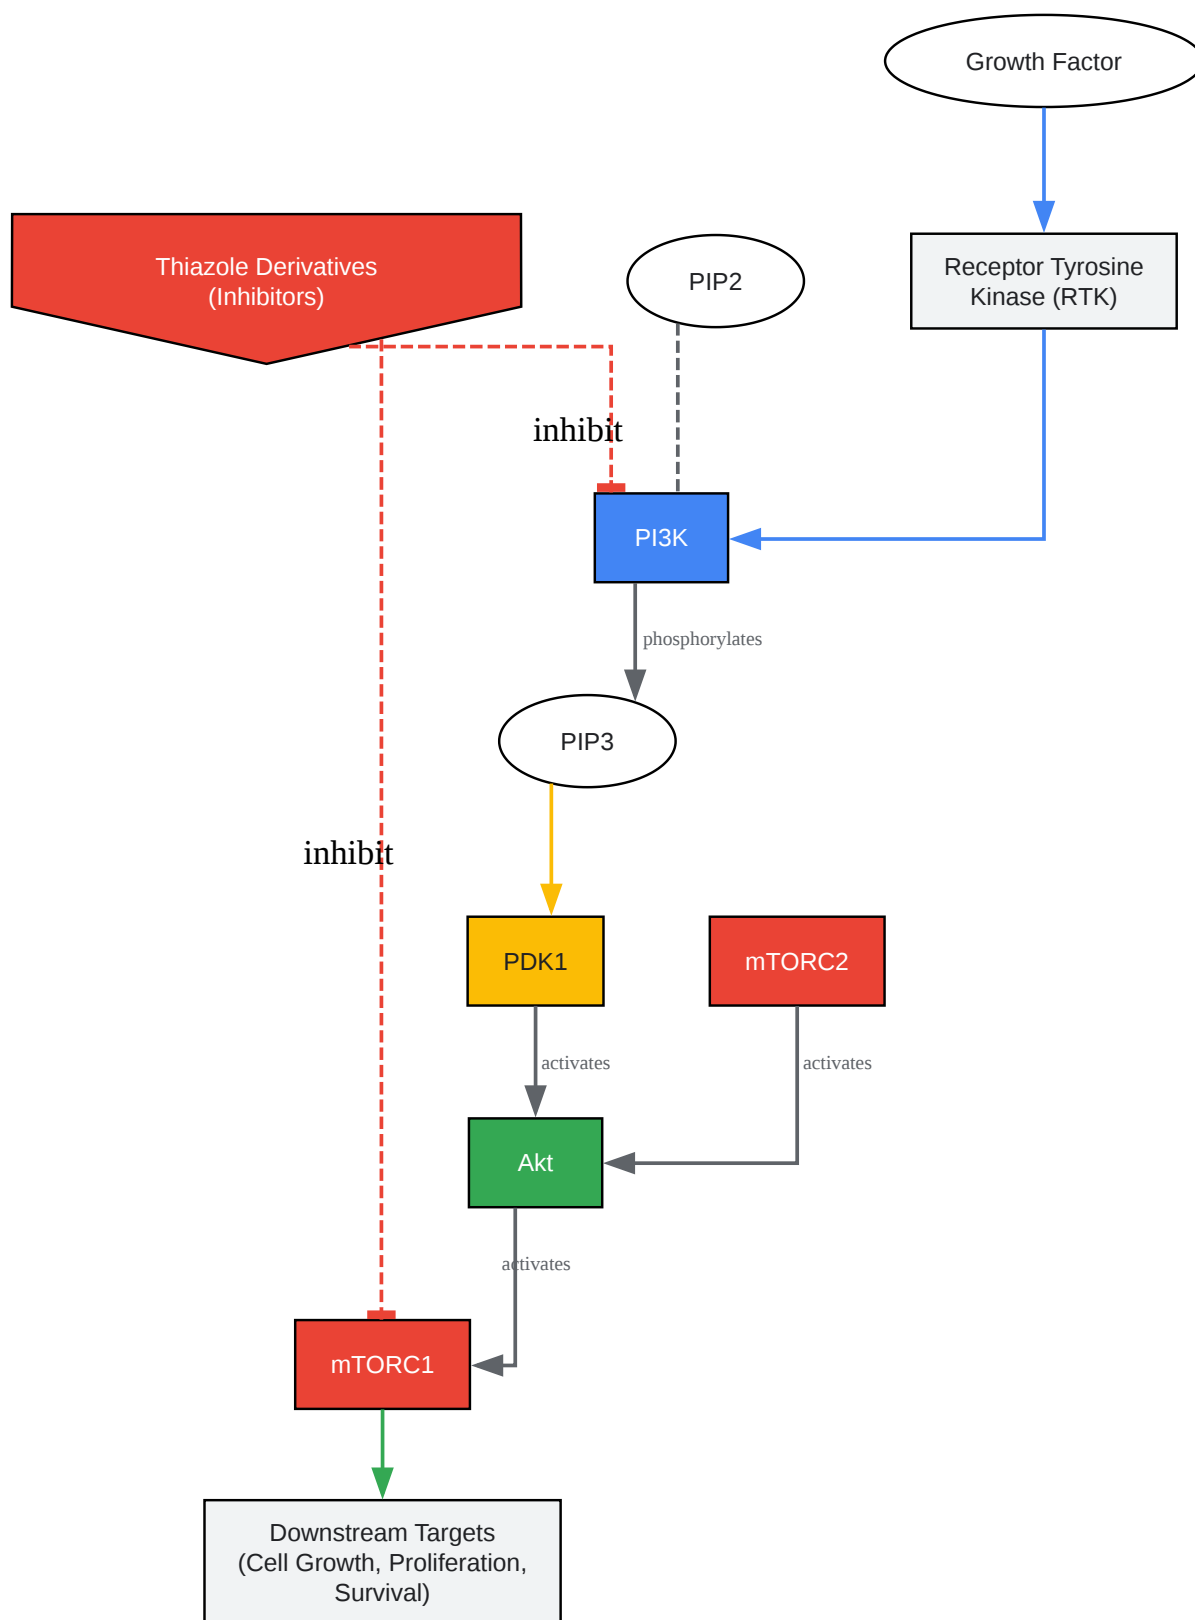 Growth Factor
Thiazole Derivatives
(Inhibitors)
PIP2
Receptor Tyrosine
Kinase (RTK)
inhibit
PI3K
phosphorylates
PIP3
inhibit
PDK1
mTORC2
activates
activates
Akt
activates
mTORC1
Downstream Targets
(Cell Growth, Proliferation,
Survival)